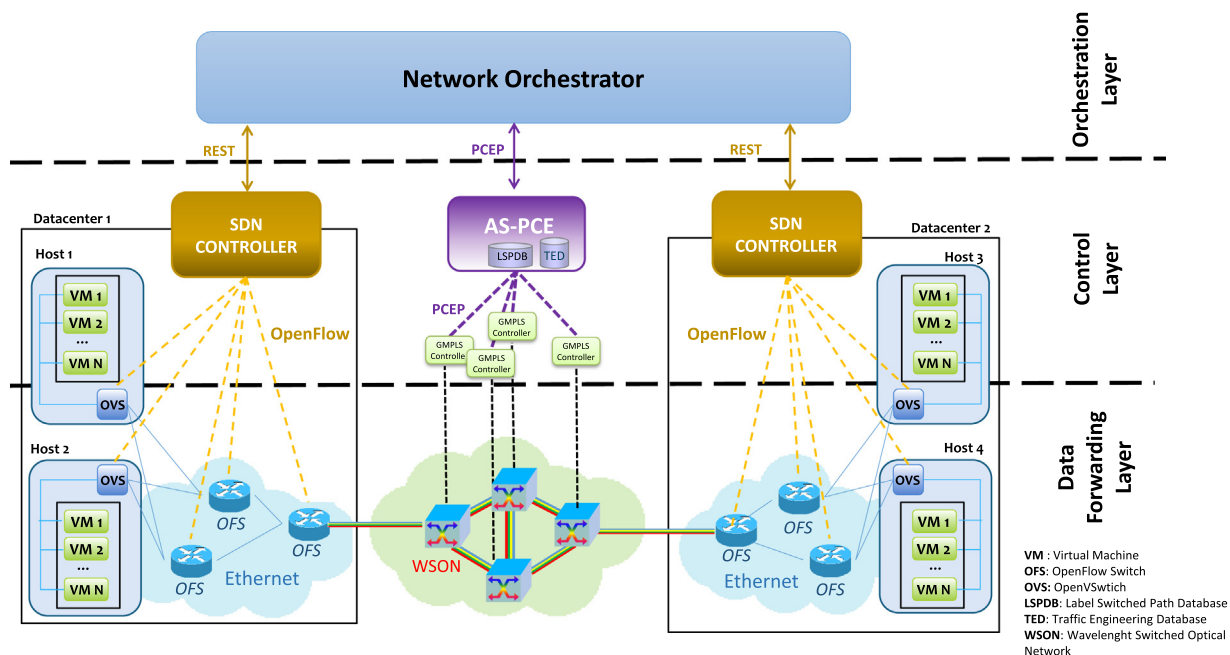 Network Orchestrator
Orchestration
Layer
REST
PCEP
REST
Datacenter 1
SDN
CONTROLLER
AS-PCE
LSPDB
TED
SDN
CONTROLLER
Datacenter 2
Control
Layer
Host 1
VM 1
VM 2
...
VM N
OVS
OpenFlow
PCEP
GMPLS
Controlle
GMPLS
Controller
GMPLS
Controller
GMPLS
Controller
OpenFlow
Host 3
VM 1
VM 2
...
VM N
OVS
Host 2
OVS
VM 1
VM 2
...
VM N
OFS
OFS
OFS
Ethernet
WSON
OFS
OFS
OFS
Ethernet
Host 4
OVS
VM 1
VM 2
...
VM N
Data
Forwarding
Layer
VM : Virtual Machine
OFS: OpenFlow Switch
OVS: OpenVSwtich
LSPDB: Label Switched Path Database
TED: Traffic Engineering Database
WSON: Wavelenght Switched Optical
Network